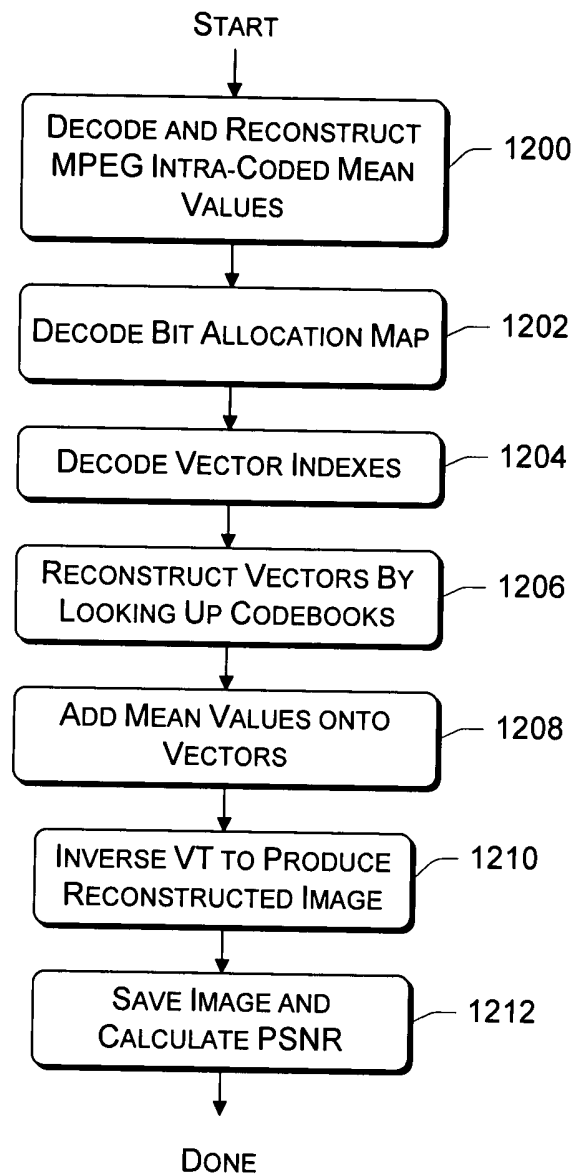 START
DECODE AND RECONSTRUCT
MPEG INTRA-CODED MEAN
VALUES
1200
DECODE BIT ALLOCATION MAP
1202
DECODE VECTOR INDEXES
1204
RECONSTRUCT VECTORS BY
LOOKING UP CODEBOOKS
1206
ADD MEAN VALUES ONTO
VECTORS
1208
INVERSE VT TO PRODUCE
RECONSTRUCTED IMAGE
1210
SAVE IMAGE AND
CALCULATE PSNR
1212
DONE